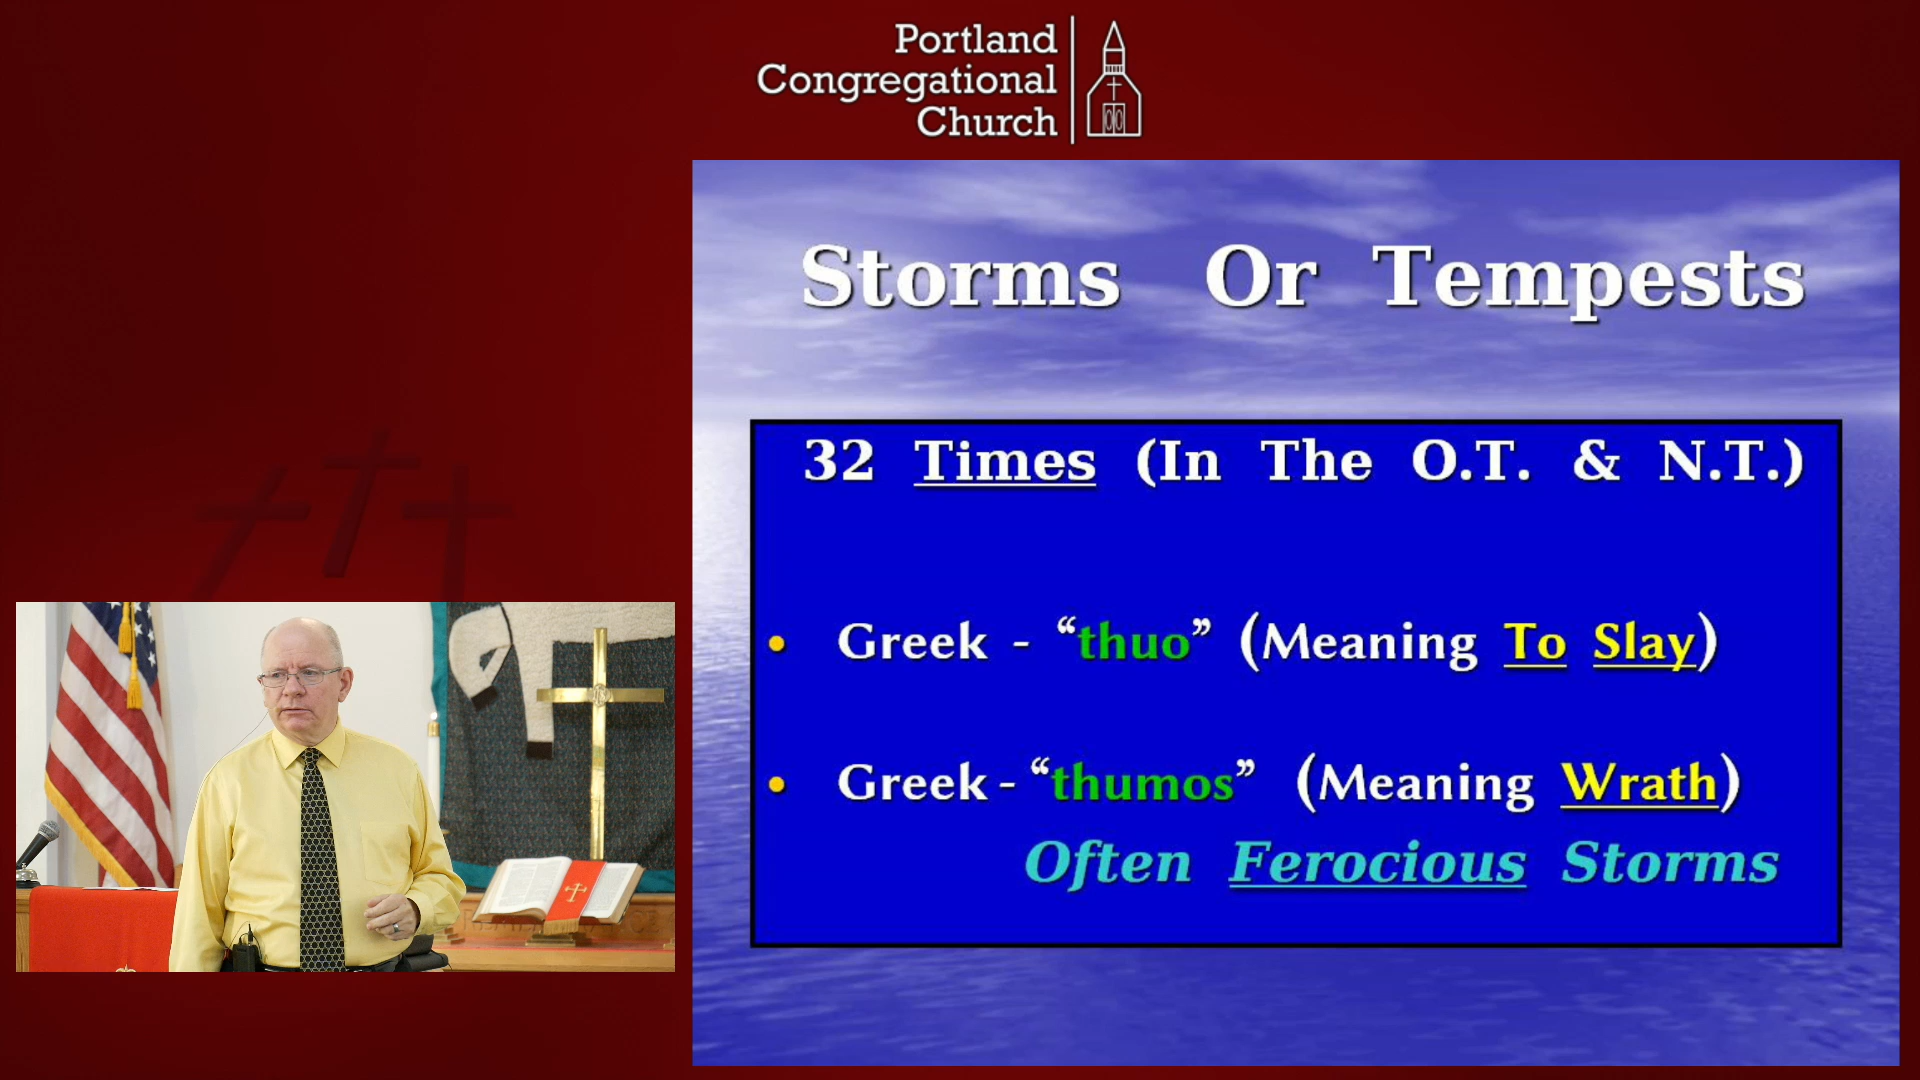 Portland
Congregational
Church
Storms Or Tempests
32 Times (In The O.T. & N.T.)
• Greek - “thuo” (Meaning To Slay)
• Greek - “thumos” (Meaning Wrath)
Often Ferocious Storms